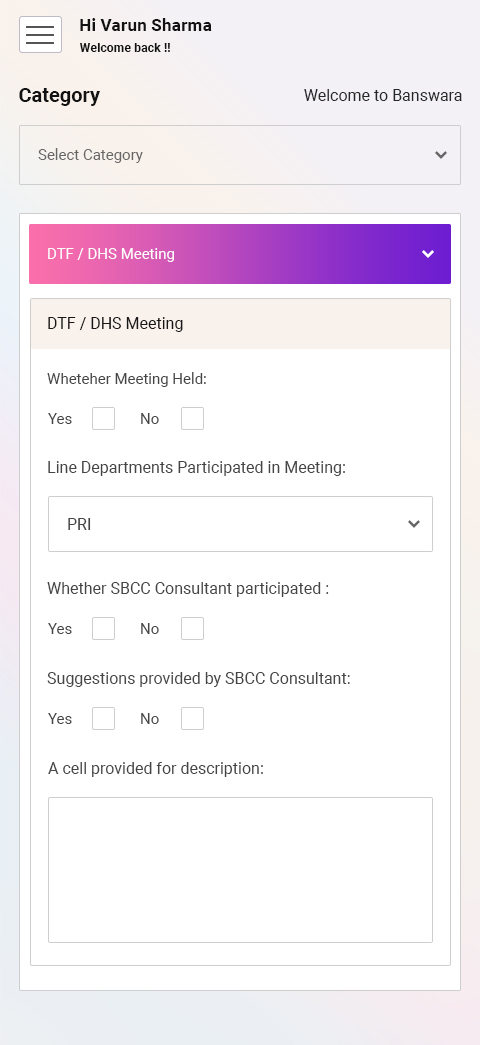 Hi Varun Sharma
Welcome back !!
Category
Welcome to Banswara
Select Category
DTF / DHS Meeting
DTF / DHS Meeting
Wheteher Meeting Held:
Yes No
Line Departments Participated in Meeting:
PRI
Whether SBCC Consultant participated :
Yes No
Suggestions provided by SBCC Consultant:
Yes No
A cell provided for description: